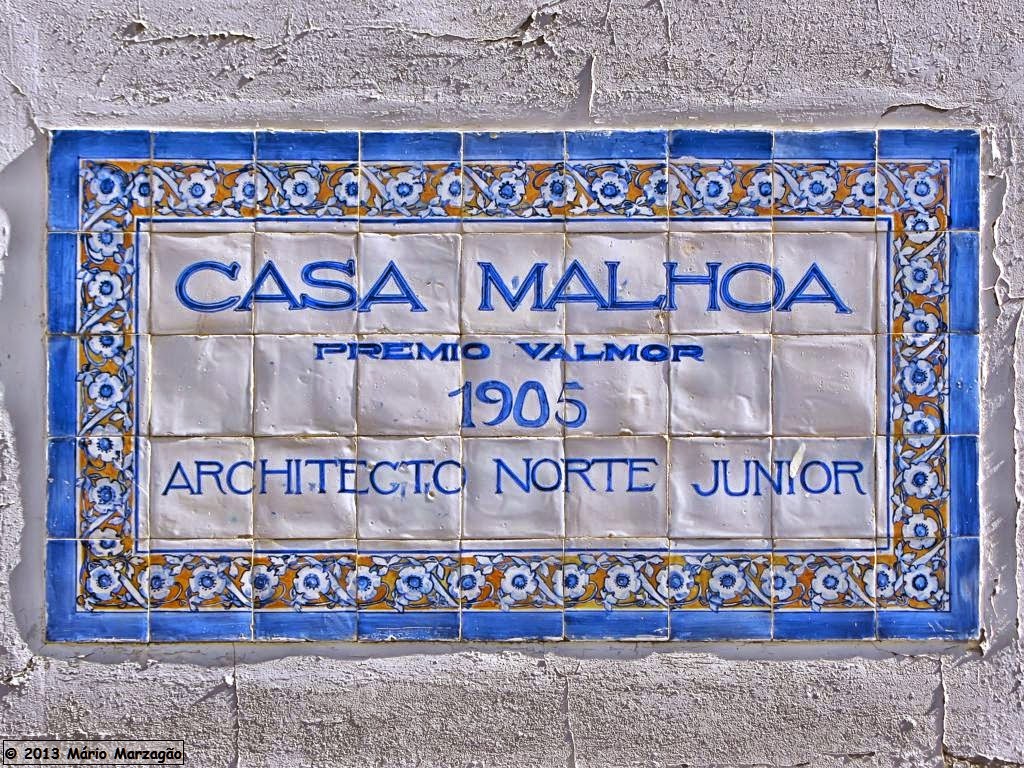 CASA MALHOA
PREMIO VALMOR
1905
ARCHITECTO NORTE JUNIOR
© 2013 Mário Marzagão